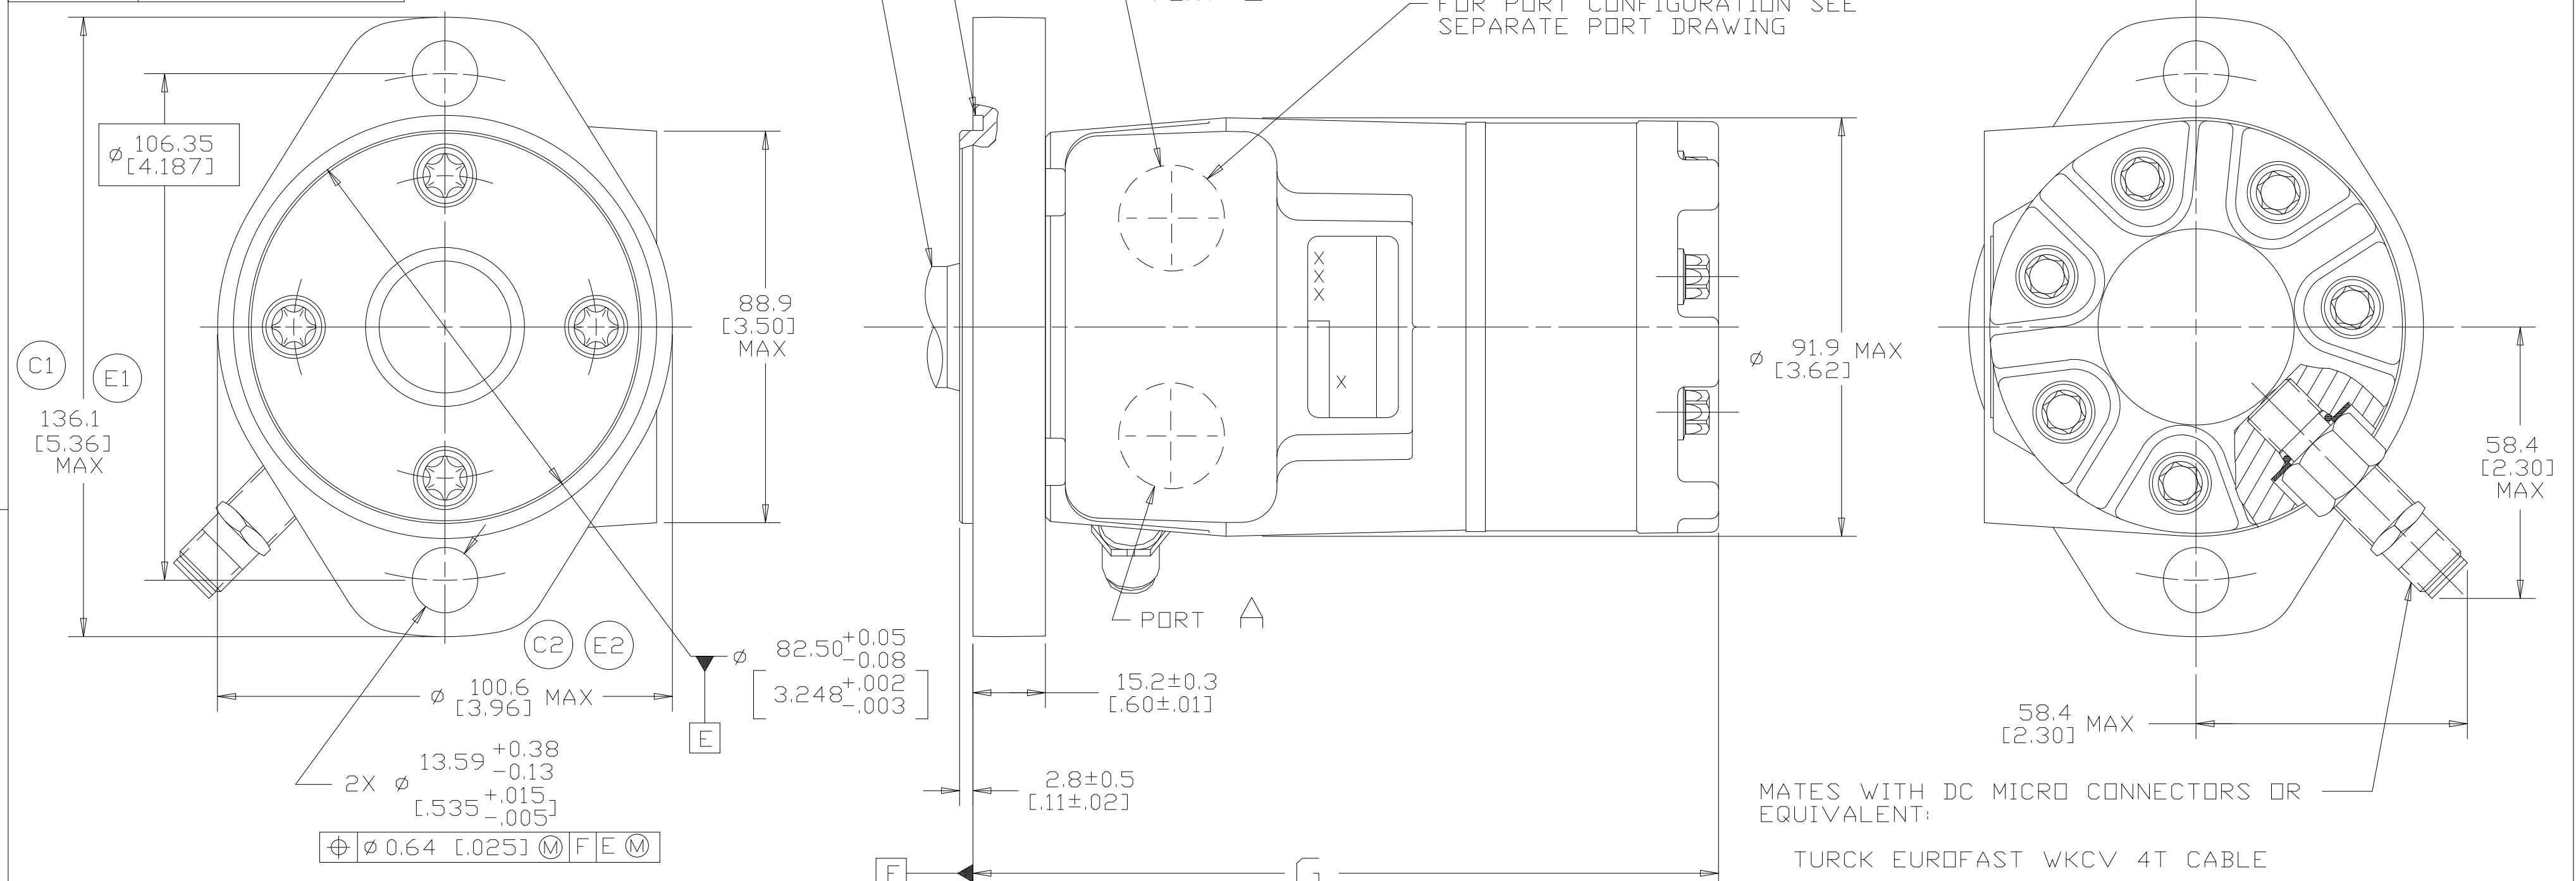 FOR PORT CONFIGURATION SEE
SEPARATE PORT DRAWING
⌀ 106.35
[4.187]
88.9
[3.50]
MAX
C1
E1
136.1
[5.36]
MAX
X
X
X
X
⌀ 91.9 MAX
[3.62]
58.4
[2.30]
MAX
PORT A
C2 E2
⌀ 82.50 +0.05 -0.08
[3.248 +.002 -.003]
⌀ 100.6 MAX
[3.96]
15.2±0.3
[.60±.01]
E
58.4 MAX
[2.30]
2X ⌀ 13.59 +0.38 -0.13
[.535 +.015 -.005]
2.8±0.5
[.11±.02]
MATES WITH DC MICRO CONNECTORS OR
EQUIVALENT:
⌖ ⌀ 0.64 [.025] Ⓜ F E Ⓜ
TURCK EUROFAST WKCV 4T CABLE